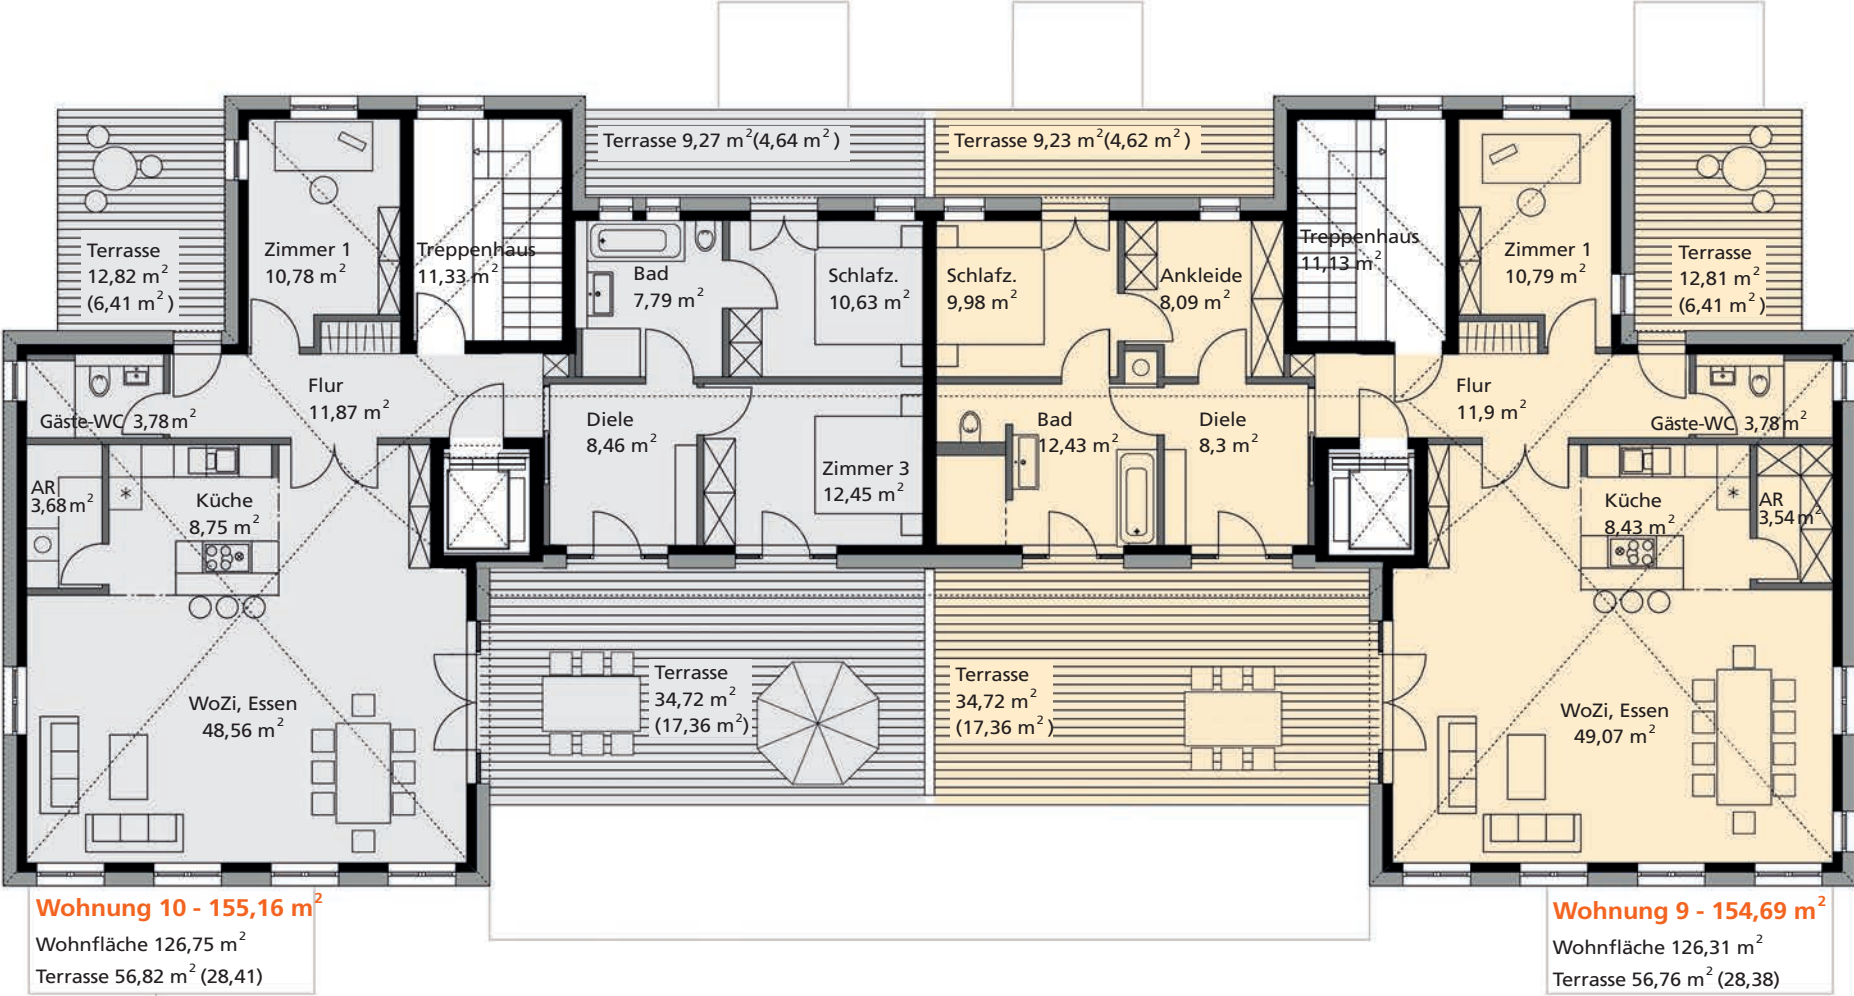 Terrasse 9,27 m² (4,64 m²)
Terrasse 9,23 m² (4,62 m²)
Terrasse
12,82 m²
(6,41 m²)
Zimmer 1
10,78 m²
Treppenhaus
11,33 m²
Bad
7,79 m²
Schlafz.
10,63 m²
Schlafz.
9,98 m²
Ankleide
8,09 m²
Treppenhaus
11,13 m²
Zimmer 1
10,79 m²
Terrasse
12,81 m²
(6,41 m²)
Gäste-WC 3,78 m²
Flur
11,87 m²
Diele
8,46 m²
Zimmer 3
12,45 m²
Bad
12,43 m²
Diele
8,3 m²
Flur
11,9 m²
Gäste-WC 3,78 m²
AR
3,68 m²
Küche
8,75 m²
Küche
8,43 m²
AR
3,54 m²
WoZi, Essen
48,56 m²
Terrasse
34,72 m²
(17,36 m²)
Terrasse
34,72 m²
(17,36 m²)
WoZi, Essen
49,07 m²
Wohnung 10 - 155,16 m²
Wohnfläche 126,75 m²
Terrasse 56,82 m² (28,41)
Wohnung 9 - 154,69 m²
Wohnfläche 126,31 m²
Terrasse 56,76 m² (28,38)